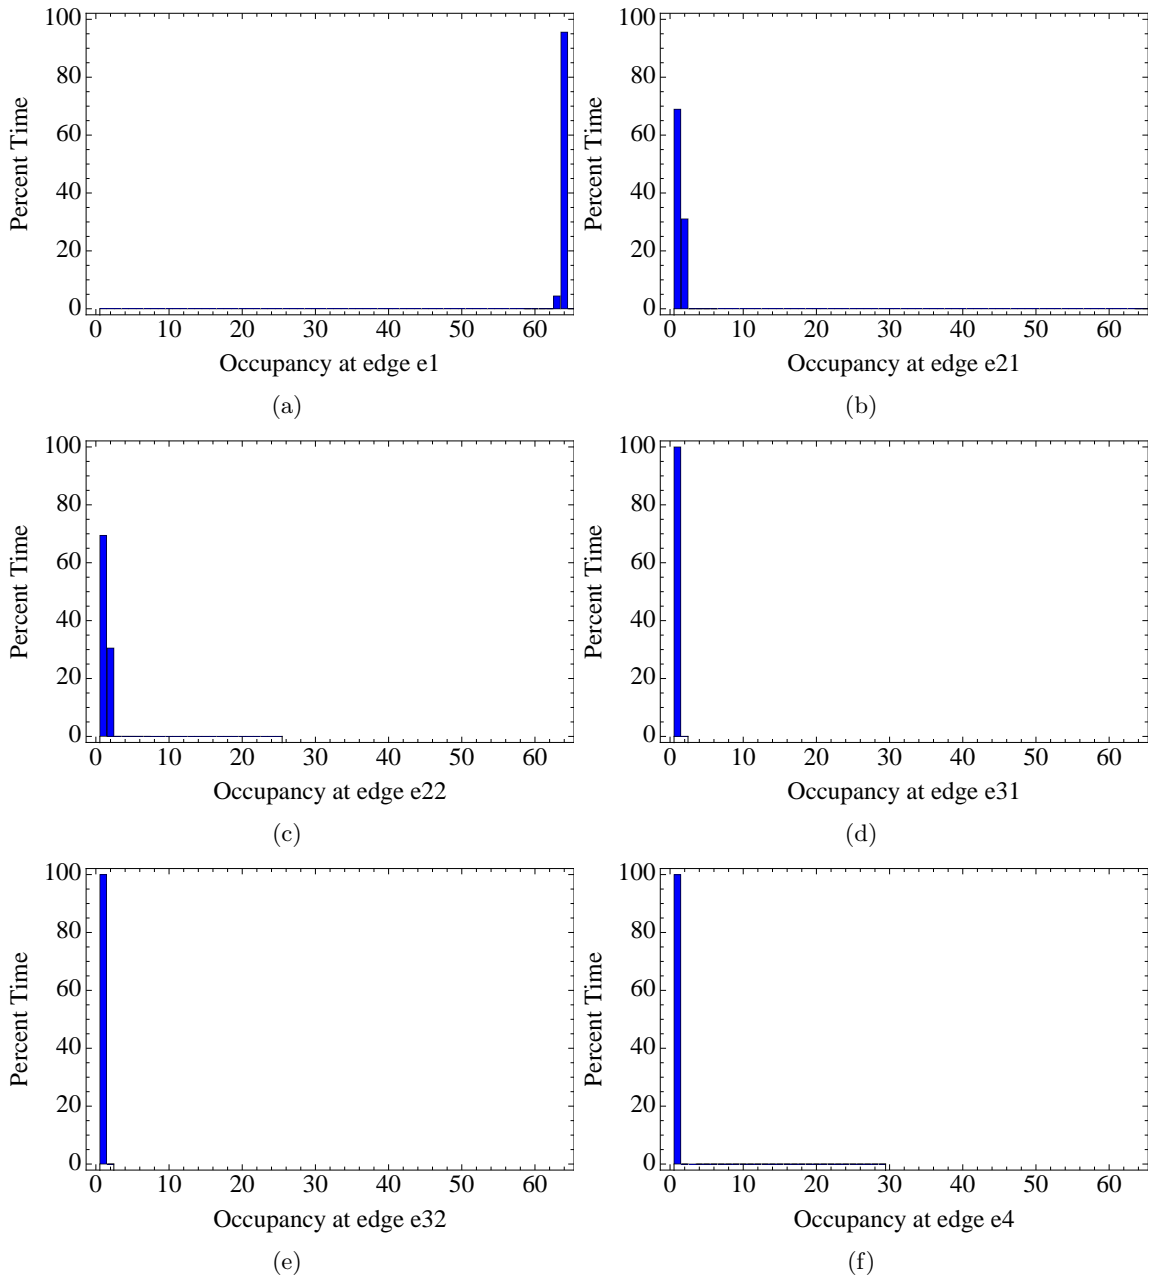 100
80
60
40
20
0
Percent Time
0 10 20 30 40 50 60
Occupancy at edge e1
(a)
100
80
60
40
20
0
Percent Time
0 10 20 30 40 50 60
Occupancy at edge e21
(b)
100
80
60
40
20
0
Percent Time
0 10 20 30 40 50 60
Occupancy at edge e22
(c)
100
80
60
40
20
0
Percent Time
0 10 20 30 40 50 60
Occupancy at edge e31
(d)
100
80
60
40
20
0
Percent Time
0 10 20 30 40 50 60
Occupancy at edge e32
(e)
100
80
60
40
20
0
Percent Time
0 10 20 30 40 50 60
Occupancy at edge e4
(f)